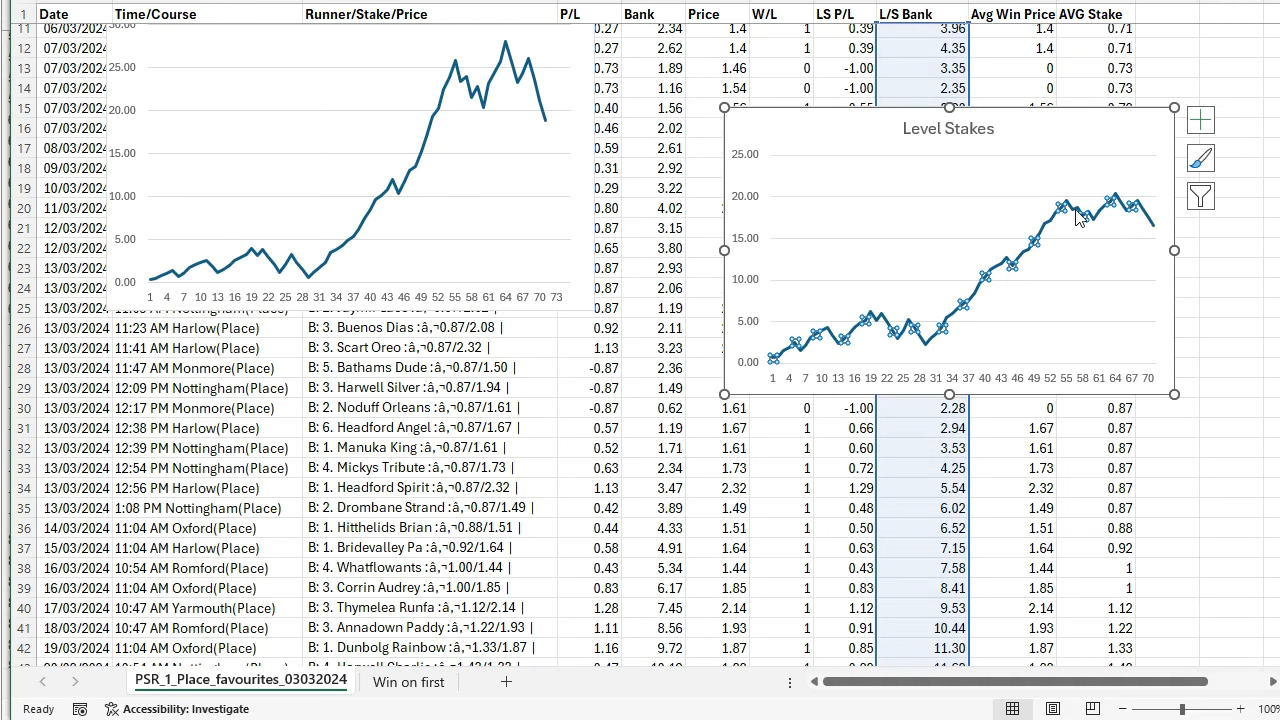 1 Date Time/Course Runner/Stake/Price P/L Bank Price W/L LS P/L L/S Bank Avg Win Price AVG Stake
11 06/03/2024 0.27 2.34 1.4 1 0.39 3.96 1.4 0.71
12 07/03/2024 0.27 2.62 1.4 1 0.39 4.35 1.4 0.71
13 07/03/2024 0.73 1.89 1.46 0 -1.00 3.35 0 0.73
14 07/03/2024 0.73 1.16 1.54 0 -1.00 2.35 0 0.73
15 07/03/2024 0.40 1.56
16 07/03/2024 0.46 2.02
17 08/03/2024 0.59 2.61
18 09/03/2024 0.31 2.92
19 10/03/2024 0.29 3.22
20 11/03/2024 0.80 4.02
21 12/03/2024 0.87 3.15
22 12/03/2024 0.65 3.80
23 13/03/2024 0.87 2.93
24 13/03/2024 0.87 2.06
25 13/03/2024 0.87 1.19
25.00
20.00
15.00
10.00
5.00
0.00
1 4 7 10 13 16 19 22 25 28 31 34 37 40 43 46 49 52 55 58 61 64 67 70 73
Level Stakes
25.00
20.00
15.00
10.00
5.00
0.00
1 4 7 10 13 16 19 22 25 28 31 34 37 40 43 46 49 52 55 58 61 64 67 70
26 13/03/2024 11:23 AM Harlow(Place) B: 3. Buenos Dias :â,¬0.87/2.08 | 0.92 2.11
27 13/03/2024 11:41 AM Harlow(Place) B: 3. Scart Oreo :â,¬0.87/2.32 | 1.13 3.23
28 13/03/2024 11:47 AM Monmore(Place) B: 5. Bathams Dude :â,¬0.87/1.50 | -0.87 2.36
29 13/03/2024 12:09 PM Nottingham(Place) B: 3. Harwell Silver :â,¬0.87/1.94 | -0.87 1.49
30 13/03/2024 12:17 PM Monmore(Place) B: 2. Noduff Orleans :â,¬0.87/1.61 | -0.87 0.62 1.61 0 -1.00 2.28 0 0.87
31 13/03/2024 12:38 PM Harlow(Place) B: 6. Headford Angel :â,¬0.87/1.67 | 0.57 1.19 1.67 1 0.66 2.94 1.67 0.87
32 13/03/2024 12:39 PM Nottingham(Place) B: 1. Manuka King :â,¬0.87/1.61 | 0.52 1.71 1.61 1 0.60 3.53 1.61 0.87
33 13/03/2024 12:54 PM Nottingham(Place) B: 4. Mickys Tribute :â,¬0.87/1.73 | 0.63 2.34 1.73 1 0.72 4.25 1.73 0.87
34 13/03/2024 12:56 PM Harlow(Place) B: 1. Headford Spirit :â,¬0.87/2.32 | 1.13 3.47 2.32 1 1.29 5.54 2.32 0.87
35 13/03/2024 1:08 PM Nottingham(Place) B: 2. Drombane Strand :â,¬0.87/1.49 | 0.42 3.89 1.49 1 0.48 6.02 1.49 0.87
36 14/03/2024 11:04 AM Oxford(Place) B: 1. Hitthelids Brian :â,¬0.88/1.51 | 0.44 4.33 1.51 1 0.50 6.52 1.51 0.88
37 15/03/2024 11:04 AM Harlow(Place) B: 1. Bridevalley Pa :â,¬0.92/1.64 | 0.58 4.91 1.64 1 0.63 7.15 1.64 0.92
38 16/03/2024 10:54 AM Romford(Place) B: 4. Whatflowants :â,¬1.00/1.44 | 0.43 5.34 1.44 1 0.43 7.58 1.44 1
39 16/03/2024 11:04 AM Oxford(Place) B: 3. Corrin Audrey :â,¬1.00/1.85 | 0.83 6.17 1.85 1 0.83 8.41 1.85 1
40 17/03/2024 10:47 AM Yarmouth(Place) B: 3. Thymelea Runfa :â,¬1.12/2.14 | 1.28 7.45 2.14 1 1.12 9.53 2.14 1.12
41 18/03/2024 10:47 AM Romford(Place) B: 3. Annadown Paddy :â,¬1.22/1.93 | 1.11 8.56 1.93 1 0.91 10.44 1.93 1.22
42 19/03/2024 11:04 AM Oxford(Place) B: 1. Dunbolg Rainbow :â,¬1.33/1.87 | 1.16 9.72 1.87 1 0.85 11.30 1.87 1.33
PSR_1_Place_favourites_03032024 Win on first
Ready Accessibility: Investigate 100%